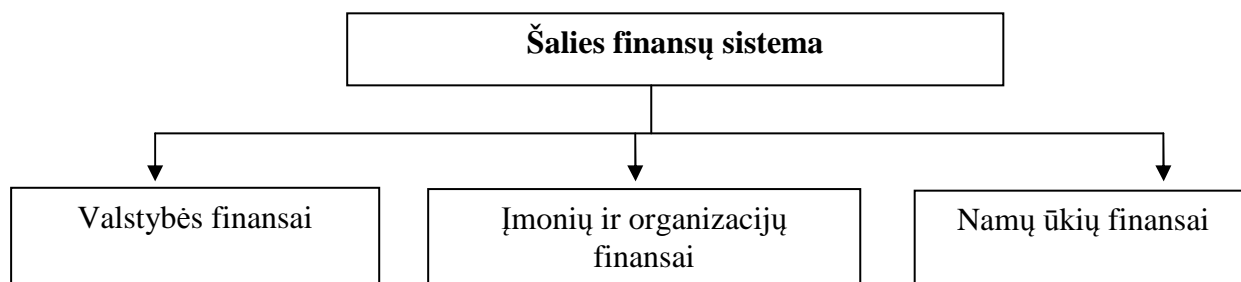 Šalies finansų sistema
Valstybės finansai
Įmonių ir organizacijų
finansai
Namų ūkių finansai